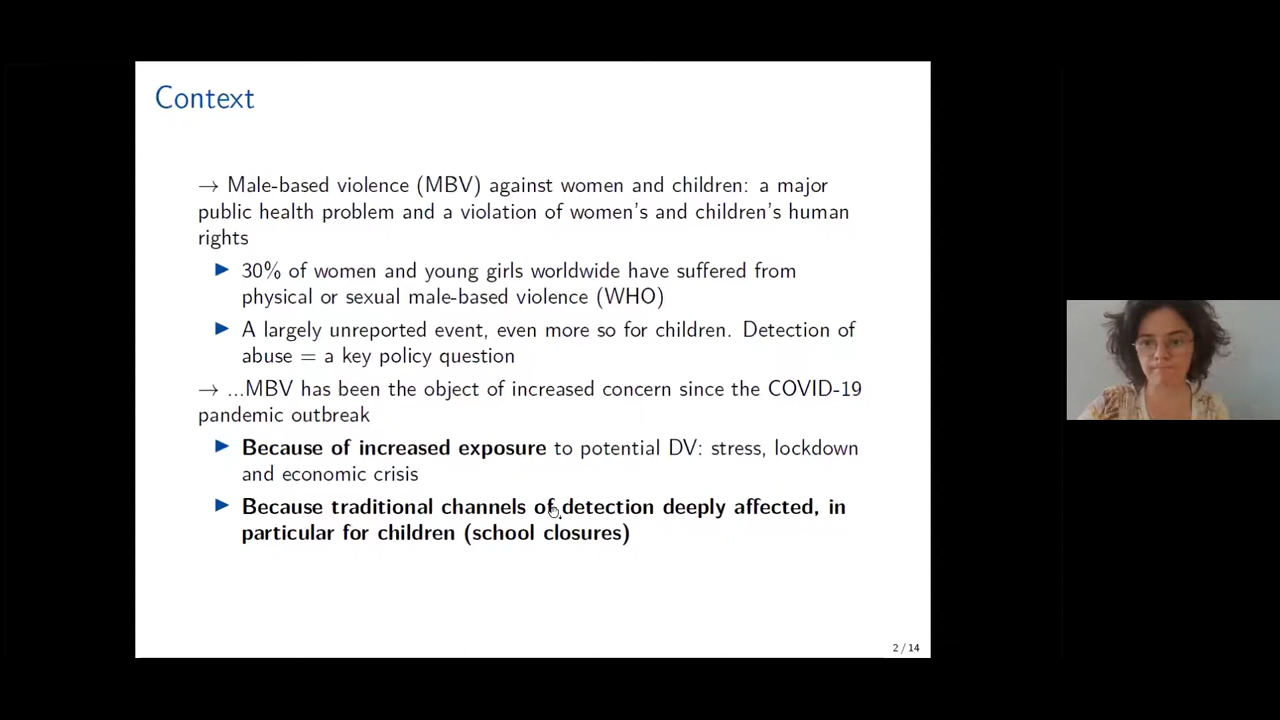 Context
→ Male-based violence (MBV) against women and children: a major
public health problem and a violation of women's and children's human
rights
▶ 30% of women and young girls worldwide have suffered from
physical or sexual male-based violence (WHO)
▶ A largely unreported event, even more so for children. Detection of
abuse = a key policy question
→ ...MBV has been the object of increased concern since the COVID-19
pandemic outbreak
▶ Because of increased exposure to potential DV: stress, lockdown
and economic crisis
▶ Because traditional channels of detection deeply affected, in
particular for children (school closures)
2 / 14